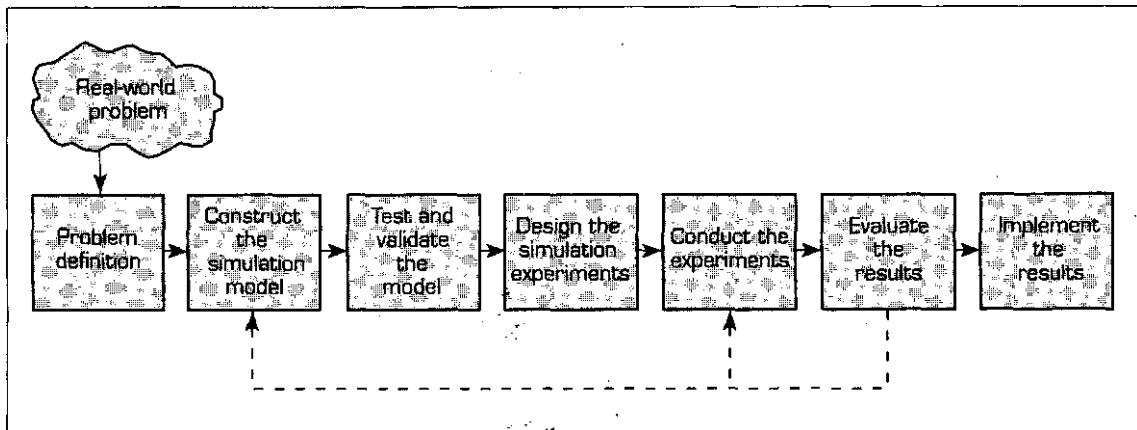 Real-world
problem
Problem
definition
Construct
the
simulation
model
Test and
validate
the
model
Design the
simulation
experiments
Conduct the
experiments
Evaluate
the
results
Implement
the
results